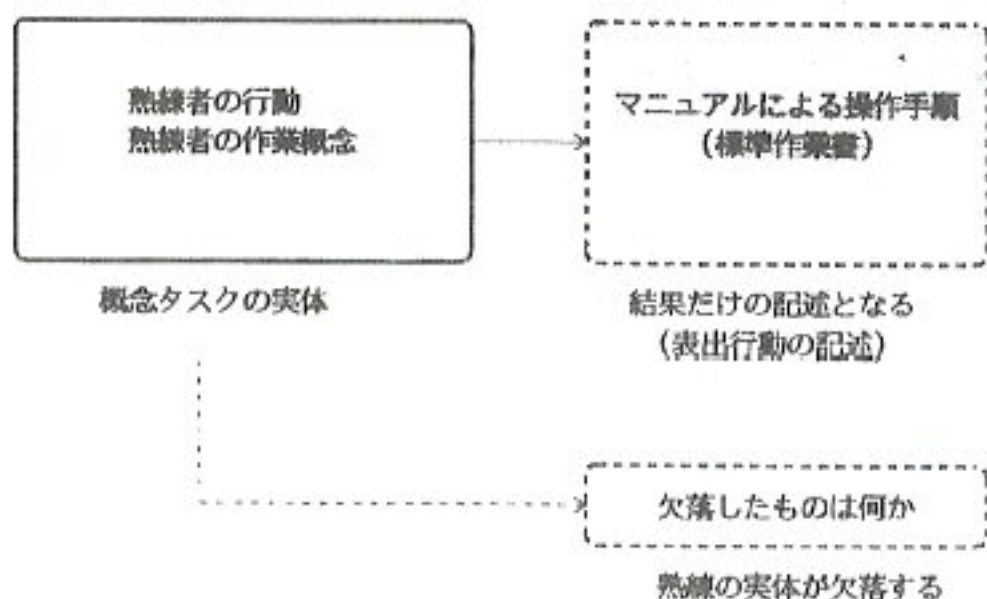 熟練者の行動
熟練者の作業概念
マニュアルによる操作手順
(標準作業書)
概念タスクの実体
結果だけの記述となる
(表出行動の記述)
欠落したものは何か
熟練の実体が欠落する